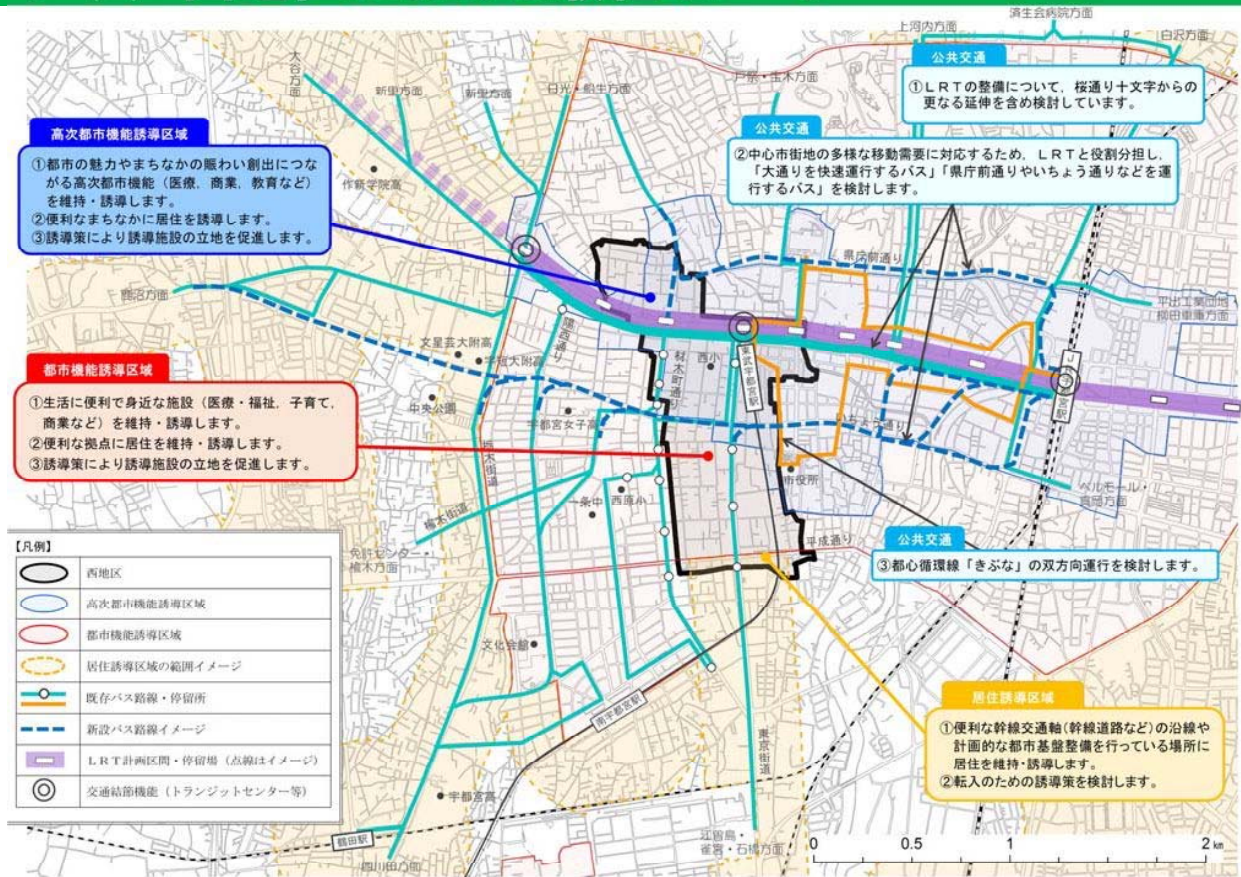 済生会病院方面
上河内方面
白沢方面
大谷方面
新里方面
新里方面
日光・船生方面
戸祭・宝木方面
公共交通
①LRTの整備について，桜通り十文字からの
更なる延伸を含め検討しています。
公共交通
②中心市街地の多様な移動需要に対応するため，LRTと役割分担し，
「大通りを快速運行するバス」「県庁前通りやいちょう通りなどを運
行するバス」を検討します。
高次都市機能誘導区域
①都市の魅力やまちなかの賑わい創出につな
がる高次都市機能（医療，商業，教育など）
を維持・誘導します。
②便利なまちなかに居住を誘導します。
③誘導策により誘導施設の立地を促進します。
作新学院高
県庁前通り
鹿沼方面
平出工業団地・
柳田車庫方面
陽西通り
文星芸大附高
宇短大附高
材木町通り
西小
東武宇都宮駅
JR宇都宮駅
都市機能誘導区域
①生活に便利で身近な施設（医療・福祉，子育て，
商業など）を維持・誘導します。
②便利な拠点に居住を維持・誘導します。
③誘導策により誘導施設の立地を促進します。
中央公園
宇都宮女子高
いちょう通り
栃木街道
市役所
ベルモール・
真岡方面
一条中
西原小
楡木街道
平成通り
免許センター・
楡木方面
公共交通
③都心循環線「きぶな」の双方向運行を検討します。
【凡例】
西地区
高次都市機能誘導区域
都市機能誘導区域
居住誘導区域の範囲イメージ
既存バス路線・停留所
新設バス路線イメージ
LRT計画区間・停留場（点線はイメージ）
交通結節機能（トランジットセンター等）
文化会館
南宇都宮駅
東京街道
居住誘導区域
①便利な幹線交通軸(幹線道路など)の沿線や
計画的な都市基盤整備を行っている場所に
居住を維持・誘導します。
②転入のための誘導策を検討します。
宇都宮高
鶴田駅
西川田方面
江曽島・
雀宮・石橋方面
0 0.5 1 2 km